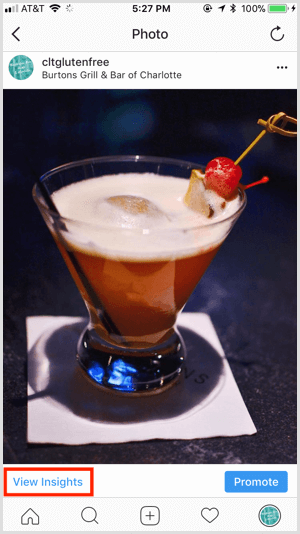 AT&T 5:27 PM 100%
Photo
cltglutenfree
Burtons Grill & Bar of Charlotte
View Insights
Promote